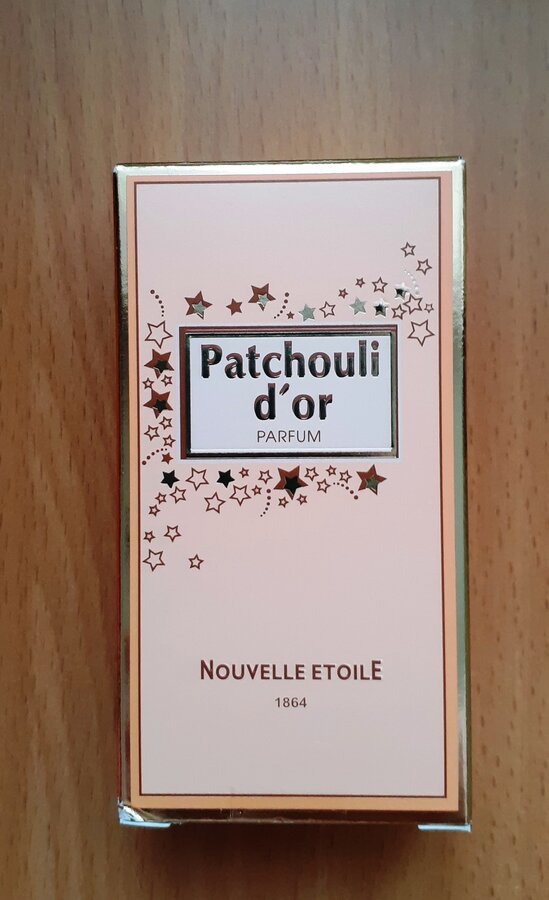 Patchouli
d'or
PARFUM
NOUVELLE ETOILE
1864